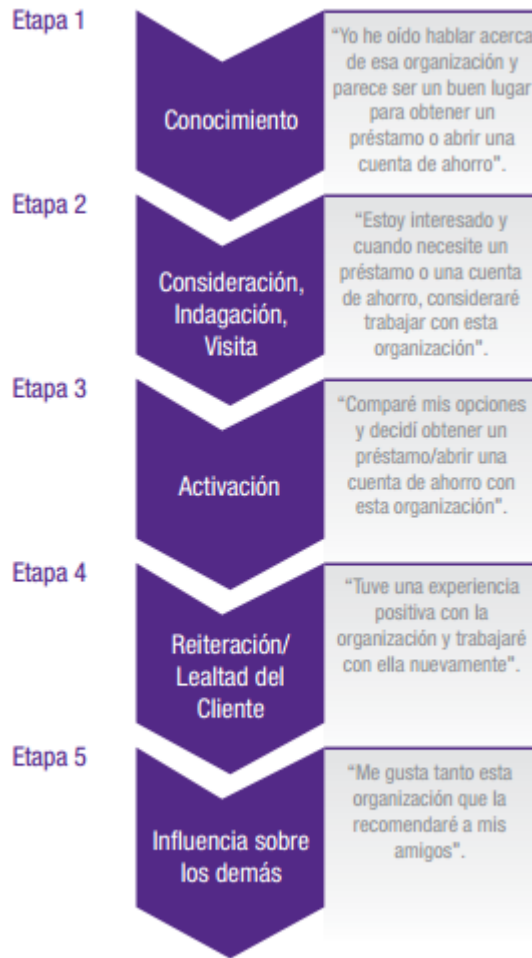 Etapa 1
Conocimiento
“Yo he oído hablar acerca
de esa organización y
parece ser un buen lugar
para obtener un
préstamo o abrir una
cuenta de ahorro".
Etapa 2
Consideración,
Indagación,
Visita
“Estoy interesado y
cuando necesite un
préstamo o una cuenta
de ahorro, consideraré
trabajar con esta
organización".
Etapa 3
Activación
“Comparé mis opciones
y decidí obtener un
préstamo/abrir una
cuenta de ahorro con
esta organización".
Etapa 4
Reiteración/
Lealtad del
Cliente
“Tuve una experiencia
positiva con la
organización y trabajaré
con ella nuevamente".
Etapa 5
Influencia sobre
los demás
“Me gusta tanto esta
organización que la
recomendaré a mis
amigos".